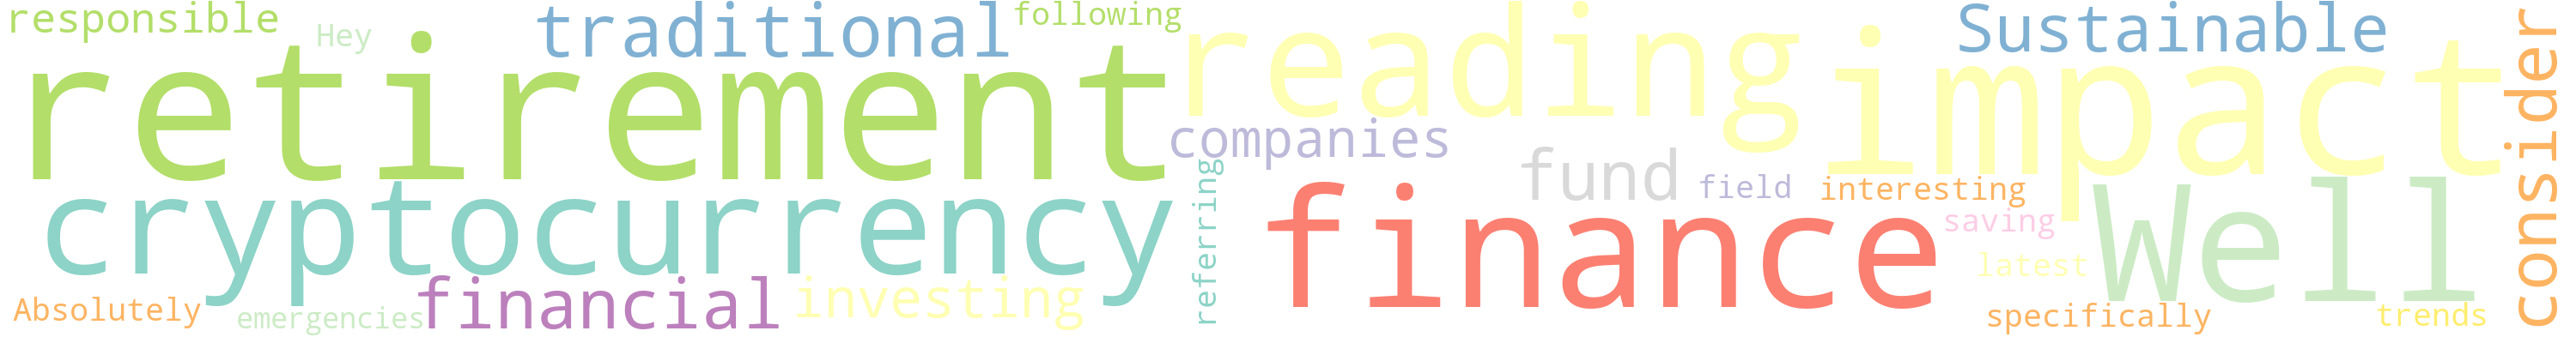 responsible
Hey
traditional
following
retirement
reading
impact
Sustainable
consider
companies
fund
field
interesting
cryptocurrency
referring
finance
saving
Well
latest
Absolutely
emergencies
financial
investing
specifically
trends